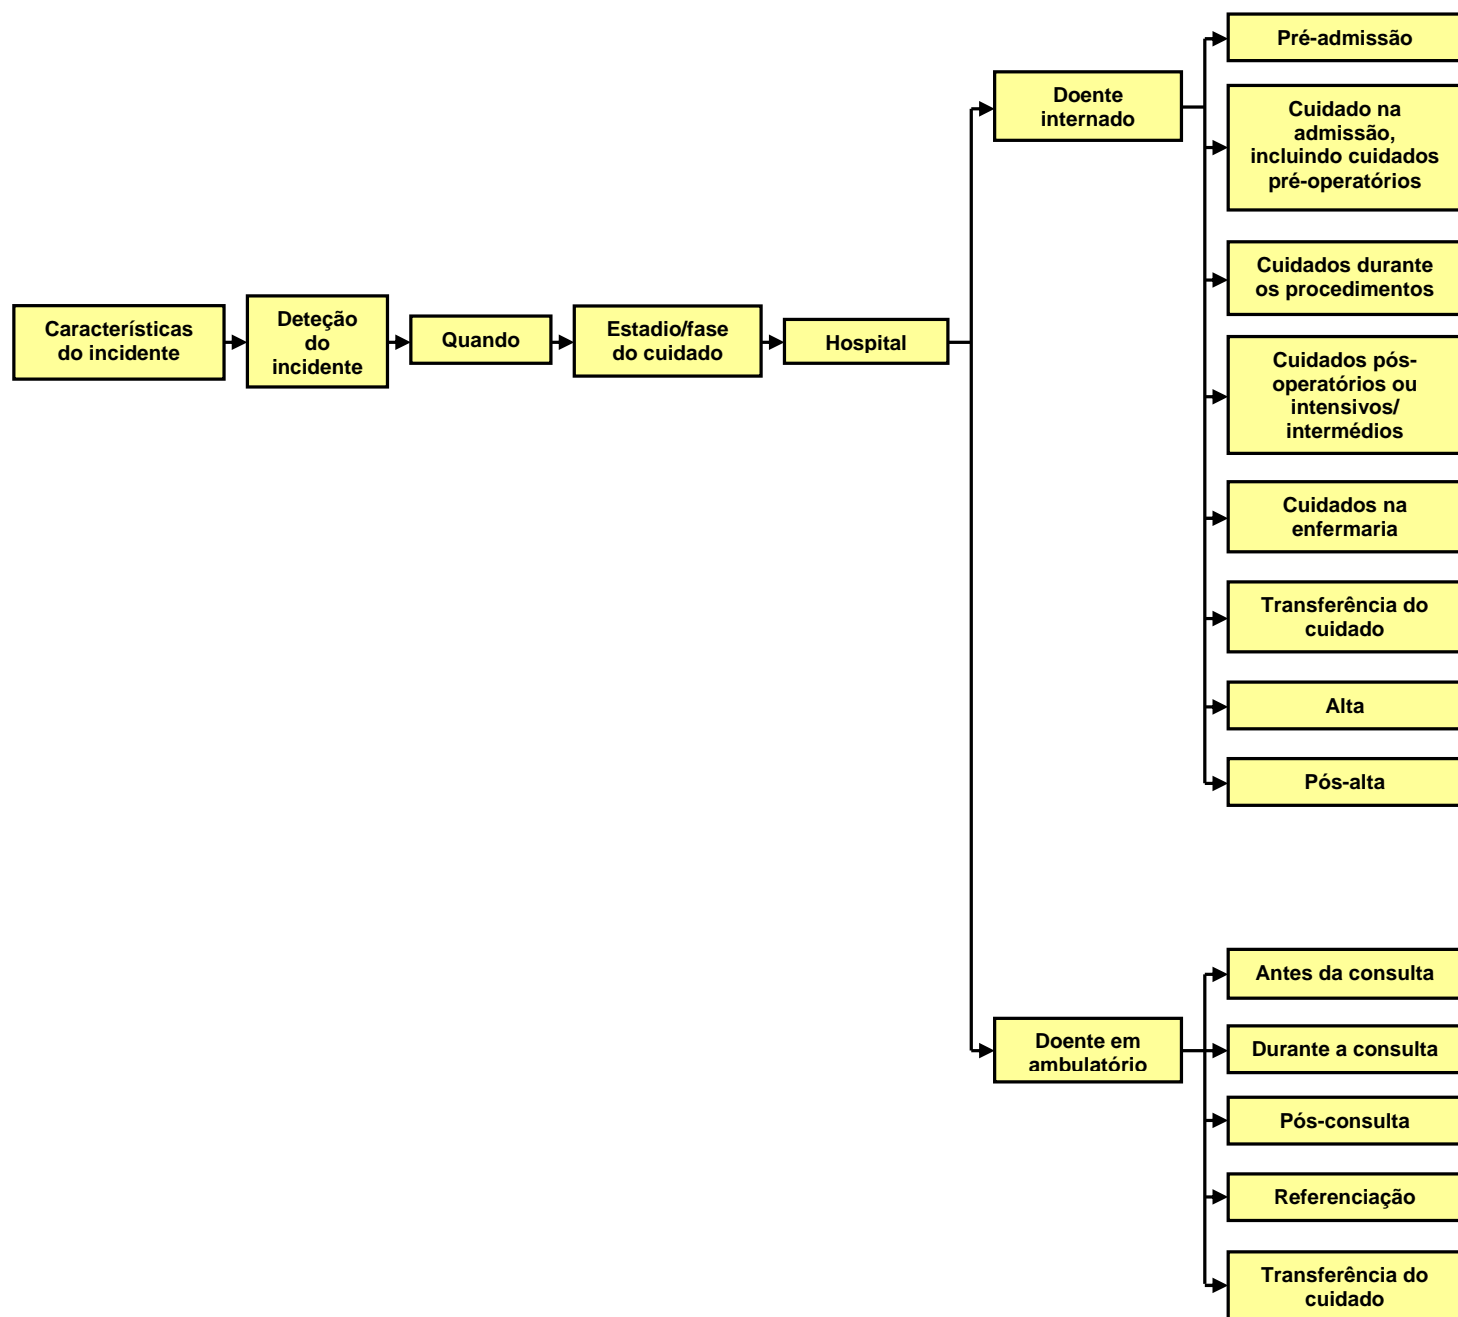 Características
do incidente
Deteção
do
incidente
Quando
Estadio/fase
do cuidado
Hospital
Doente
internado
Pré-admissão
Cuidado na
admissão,
incluindo cuidados
pré-operatórios
Cuidados durante
os procedimentos
Cuidados pós-
operatórios ou
intensivos/
intermédios
Cuidados na
enfermaria
Transferência do
cuidado
Alta
Pós-alta
Doente em
ambulatório
Antes da consulta
Durante a consulta
Pós-consulta
Referenciação
Transferência do
cuidado